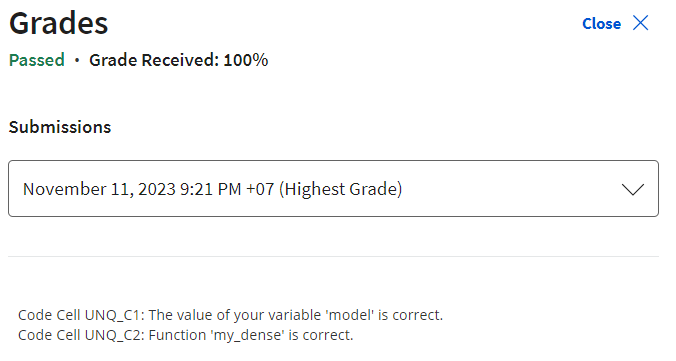 Grades
Close
Passed • Grade Received: 100%
Submissions
November 11, 2023 9:21 PM +07 (Highest Grade)
Code Cell UNQ_C1: The value of your variable 'model' is correct.
Code Cell UNQ_C2: Function 'my_dense' is correct.